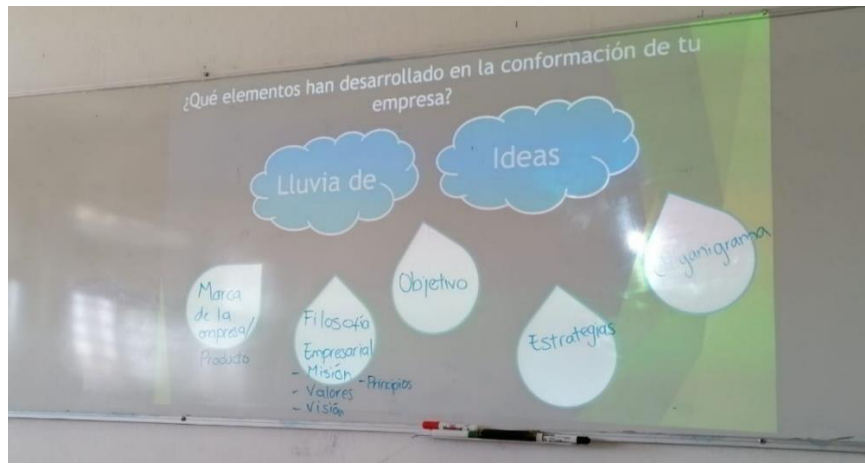 ¿Qué elementos han desarrollado en la conformación de tu
empresa?
Lluvia de
Ideas
Marca
de la
empresa/
Producto
Filosofía
Empresarial
- Misión
- Principios
- Valores
- Visión
Objetivo
Estrategias
Organigrama